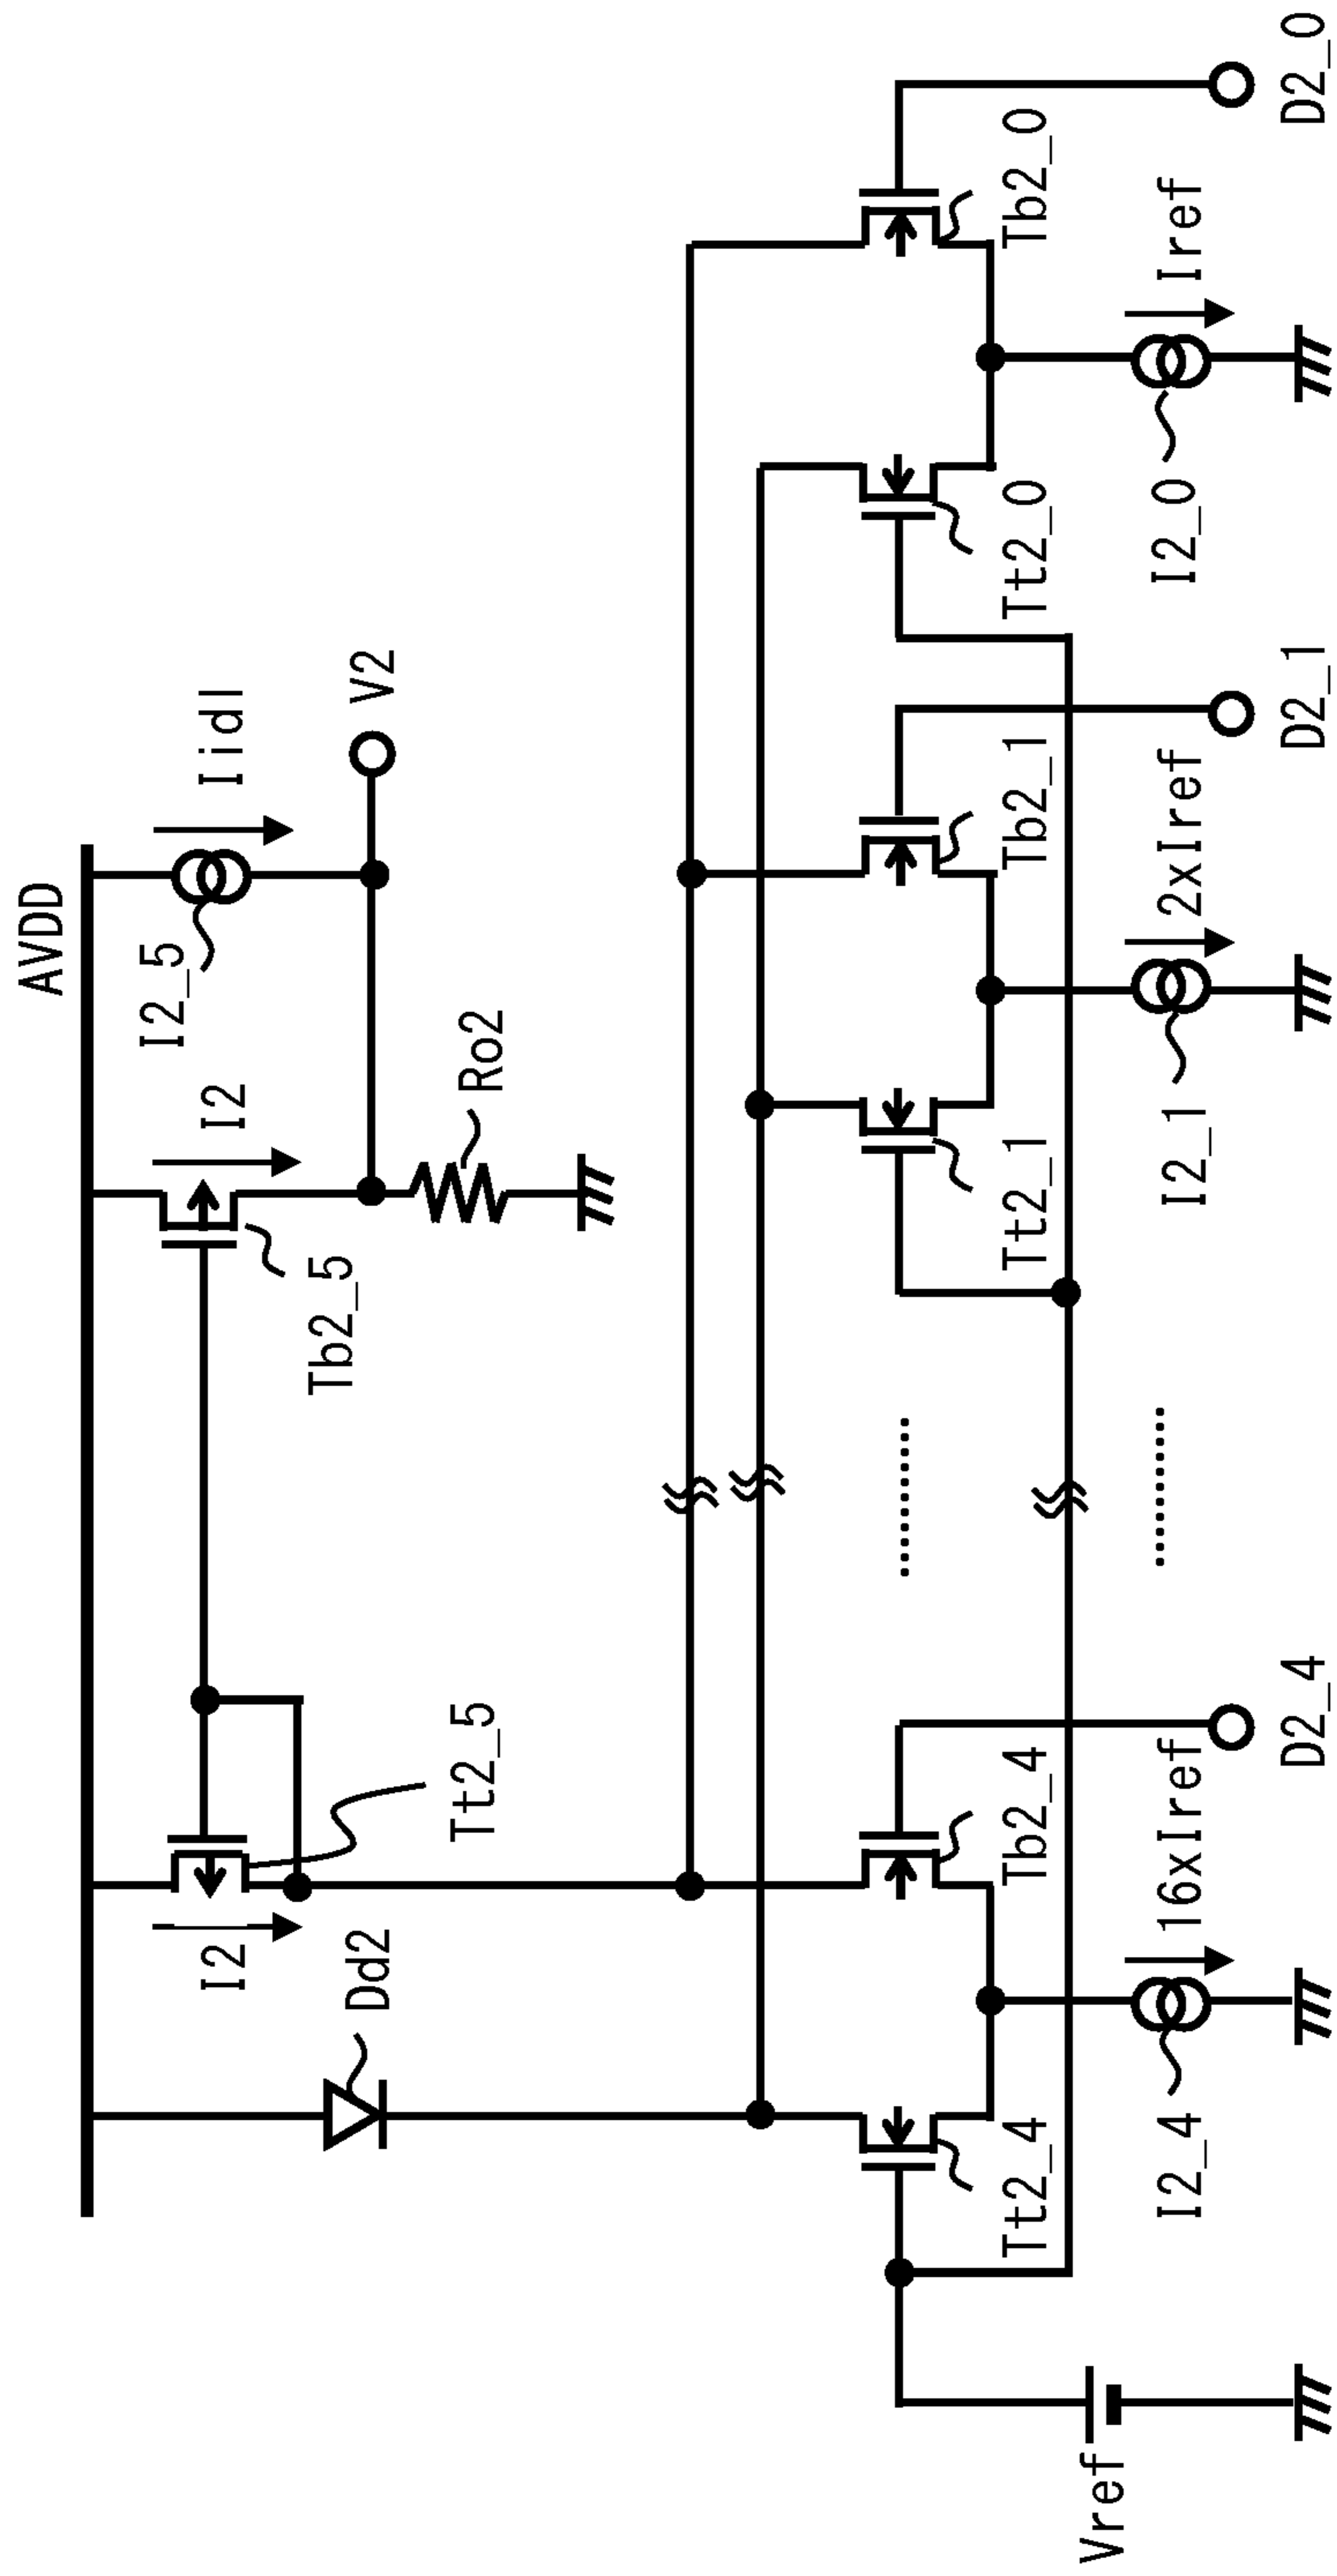 AVDD
I2
Tt2_5
Dd2
Tb2_5
I2
I2_5
Iidl
V2
Ro2
Vref
Tt2_4
Tb2_4
I2_4
16xIref
D2_4
..........
..........
Tt2_1
Tb2_1
I2_1
2xIref
D2_1
Tt2_0
Tb2_0
I2_0
Iref
D2_0